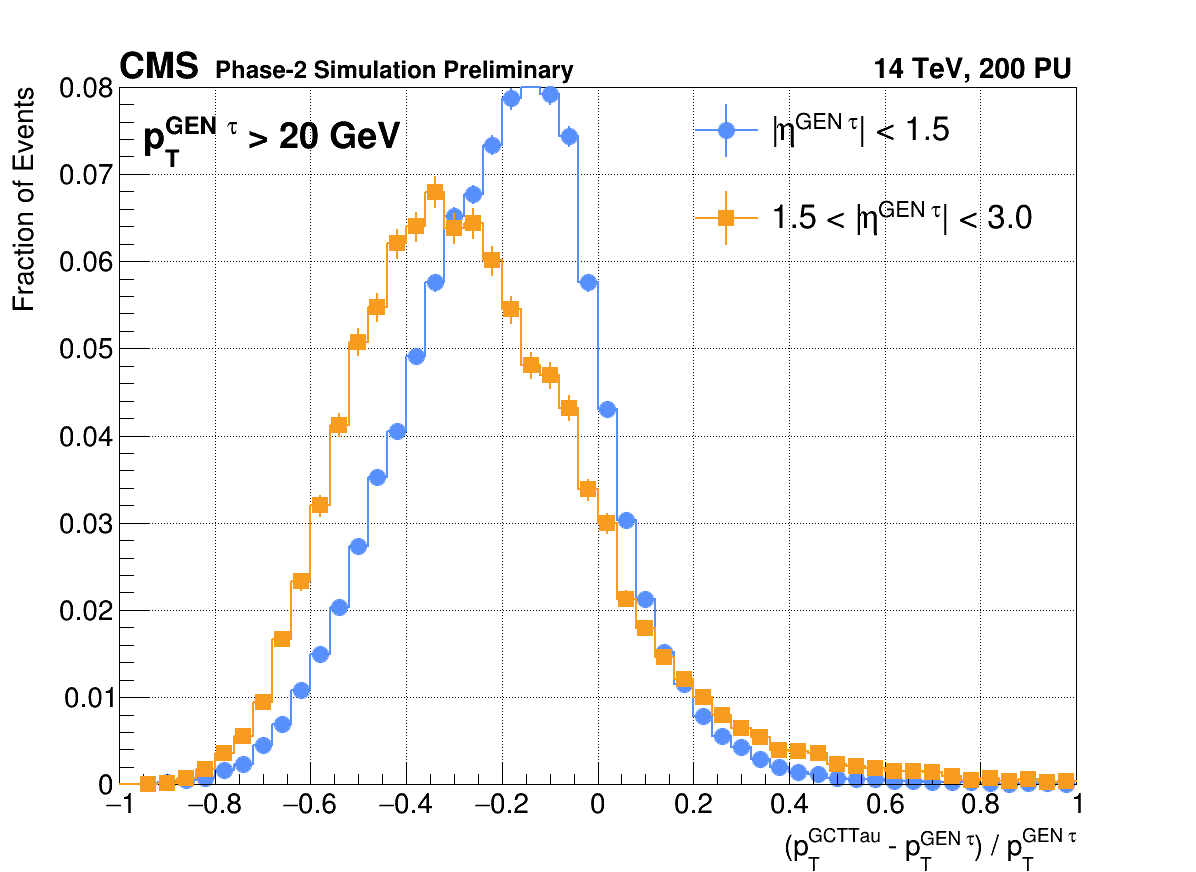 CMS Phase-2 Simulation Preliminary 14 TeV, 200 PU
Fraction of Events
p_T^{GEN τ} > 20 GeV
|η^{GEN τ}| < 1.5
1.5 < |η^{GEN τ}| < 3.0
0.08
0.07
0.06
0.05
0.04
0.03
0.02
0.01
0
−1 −0.8 −0.6 −0.4 −0.2 0 0.2 0.4 0.6 0.8 1
(p_T^{GCTTau} - p_T^{GEN τ}) / p_T^{GEN τ}